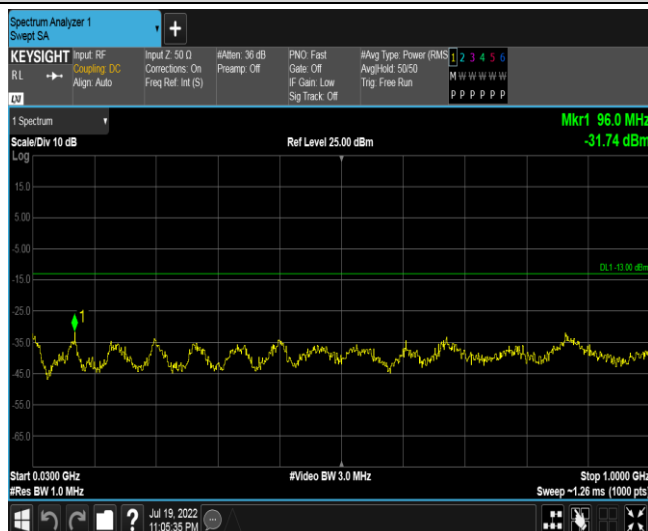 Spectrum Analyzer 1
Swept SA
+
KEYSIGHT
RL
LXI
Input: RF
Coupling: DC
Align: Auto
Input Z: 50 Ω
Corrections: On
Freq Ref: Int (S)
#Atten: 36 dB
Preamp: Off
PNO: Fast
Gate: Off
IF Gain: Low
Sig Track: Off
#Avg Type: Power (RMS
Avg|Hold: 50/50
Trig: Free Run
1 2 3 4 5 6
M W W W W W
P P P P P P
1 Spectrum
Scale/Div 10 dB
Ref Level 25.00 dBm
Mkr1 96.0 MHz
-31.74 dBm
Log
15.0
5.00
-5.00
DL1 -13.00 dBm
-15.0
-25.0
1
-35.0
-45.0
-55.0
-65.0
Start 0.0300 GHz
#Video BW 3.0 MHz
Stop 1.0000 GHz
#Res BW 1.0 MHz
Sweep ~1.26 ms (1000 pts)
?
Jul 19, 2022
11:05:35 PM